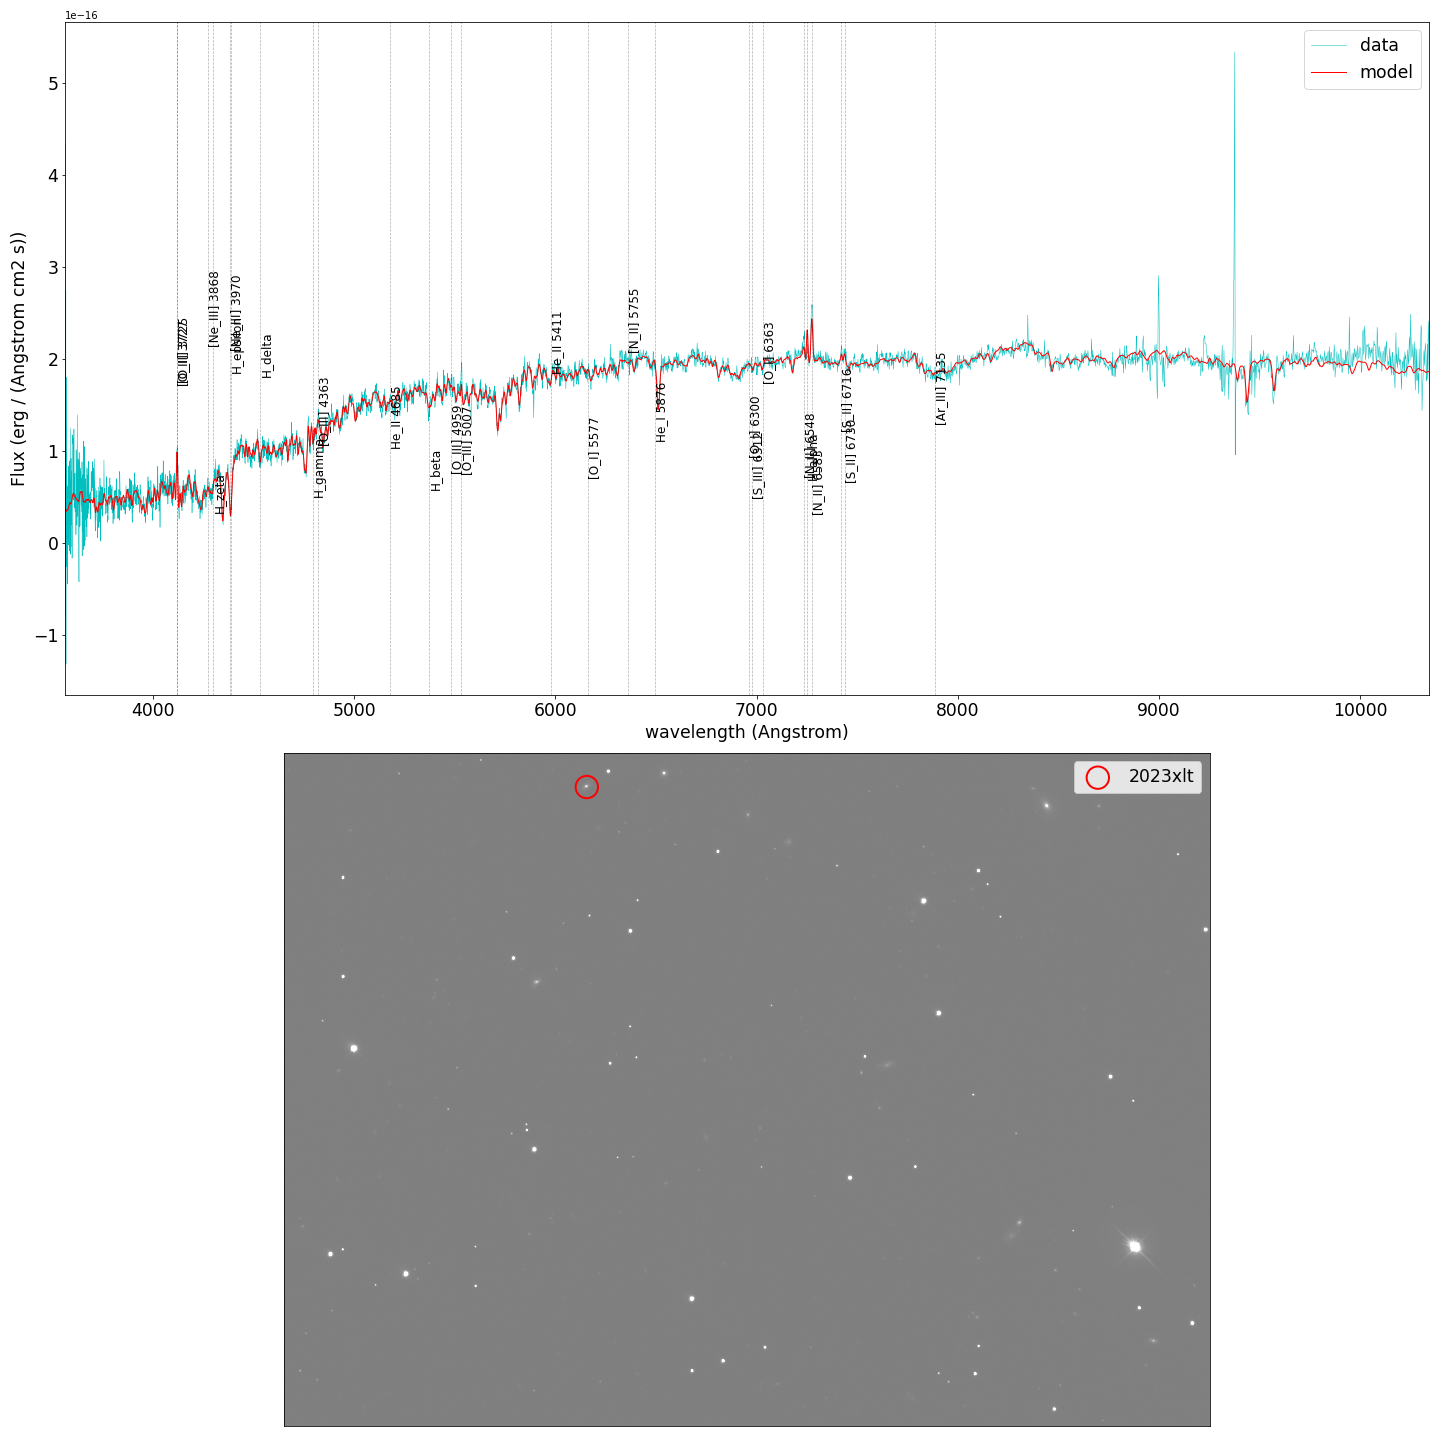 1e−16
data
model
5
4
3
2
1
0
−1
Flux (erg / (Angstrom cm2 s))
[Ne_III] 3868
H_epsilon
H_delta
H_zeta
H_gamma
[O_III] 4363
He_II 4685
H_beta
[O_III] 4959
[O_III] 5007
He_II 5411
[O_I] 5577
[N_II] 5755
He_I 5876
[O_I] 6300
[S_III] 6312
[O_I] 6363
[N_II] 6548
[N_II] 6583
[S_II] 6716
[S_II] 6730
[Ar_III] 7135
4000 5000 6000 7000 8000 9000 10000
wavelength (Angstrom)
2023xlt